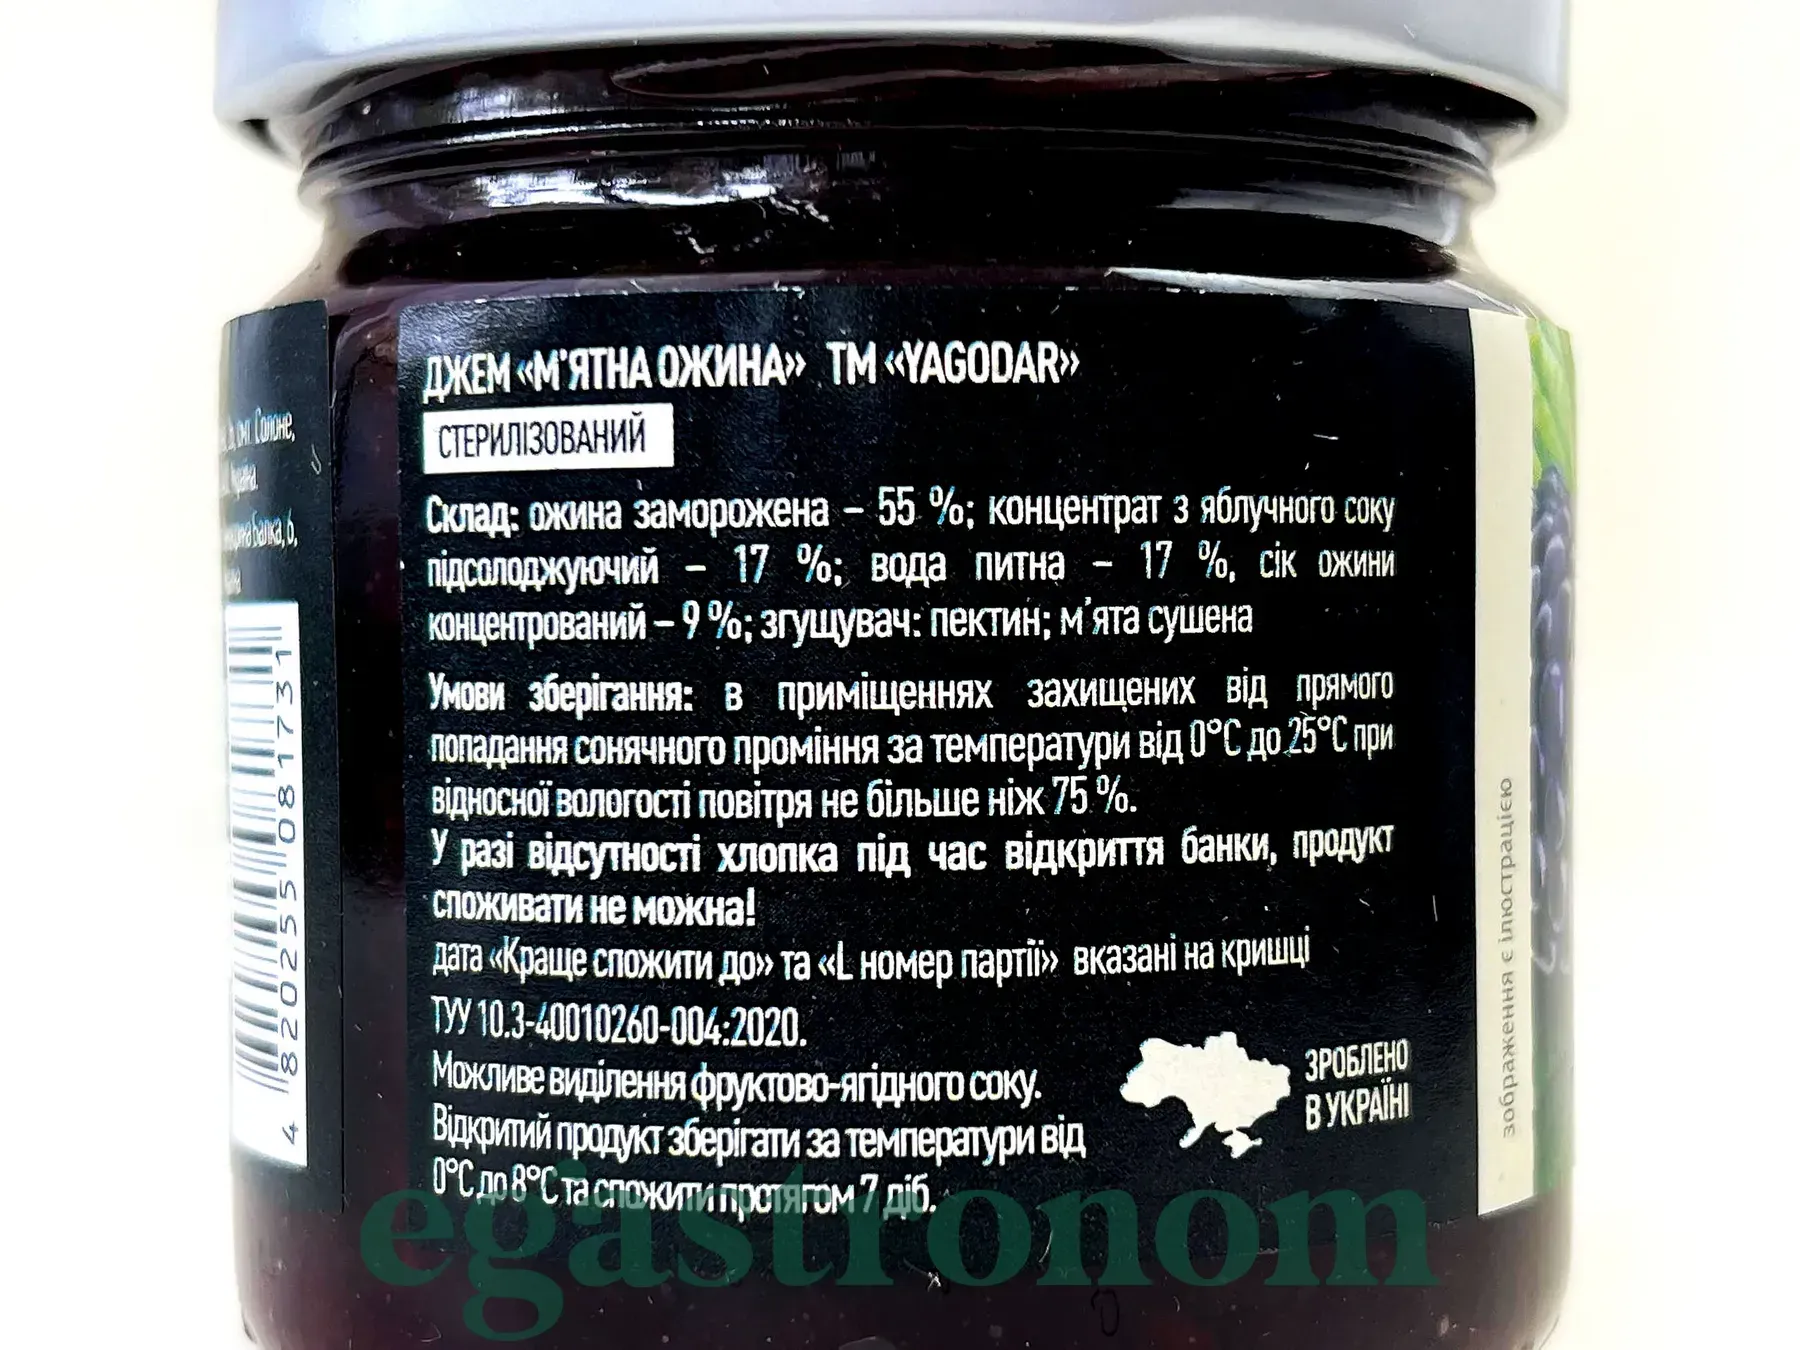 ДЖЕМ «М'ЯТНА ОЖИНА» ТМ «YAGODAR»
СТЕРИЛІЗОВАНИЙ
Склад: ожина заморожена – 55 %; концентрат з яблучного соку
підсолоджуючий – 17 %; вода питна – 17 %, сік ожини
концентрований – 9 %; згущувач: пектин; м'ята сушена
Умови зберігання: в приміщеннях захищених від прямого
попадання сонячного проміння за температури від 0°C до 25°C при
відносної вологості повітря не більше ніж 75 %.
У разі відсутності хлопка під час відкриття банки, продукт
споживати не можна!
дата «Краще спожити до» та «L номер партії» вказані на кришці
ТУУ 10.3-40010260-004:2020.
Можливе виділення фруктово-ягідного соку.
Відкритий продукт зберігати за температури від
0°C до 8°C та спожити протягом 7 діб.
ЗРОБЛЕНО
В УКРАЇНІ
смт. Солоне,
Балка, 6,
4 820255 081731
зображення є ілюстрацією
egastronom